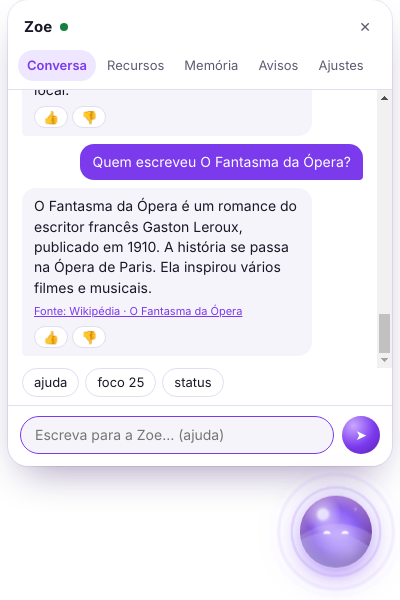 Zoe
×
Conversa Recursos Memória Avisos Ajustes
local.
👍 👎
Quem escreveu O Fantasma da Ópera?
O Fantasma da Ópera é um romance do
escritor francês Gaston Leroux,
publicado em 1910. A história se passa
na Ópera de Paris. Ela inspirou vários
filmes e musicais.
Fonte: Wikipédia · O Fantasma da Ópera
👍 👎
ajuda foco 25 status
Escreva para a Zoe... (ajuda)
➤